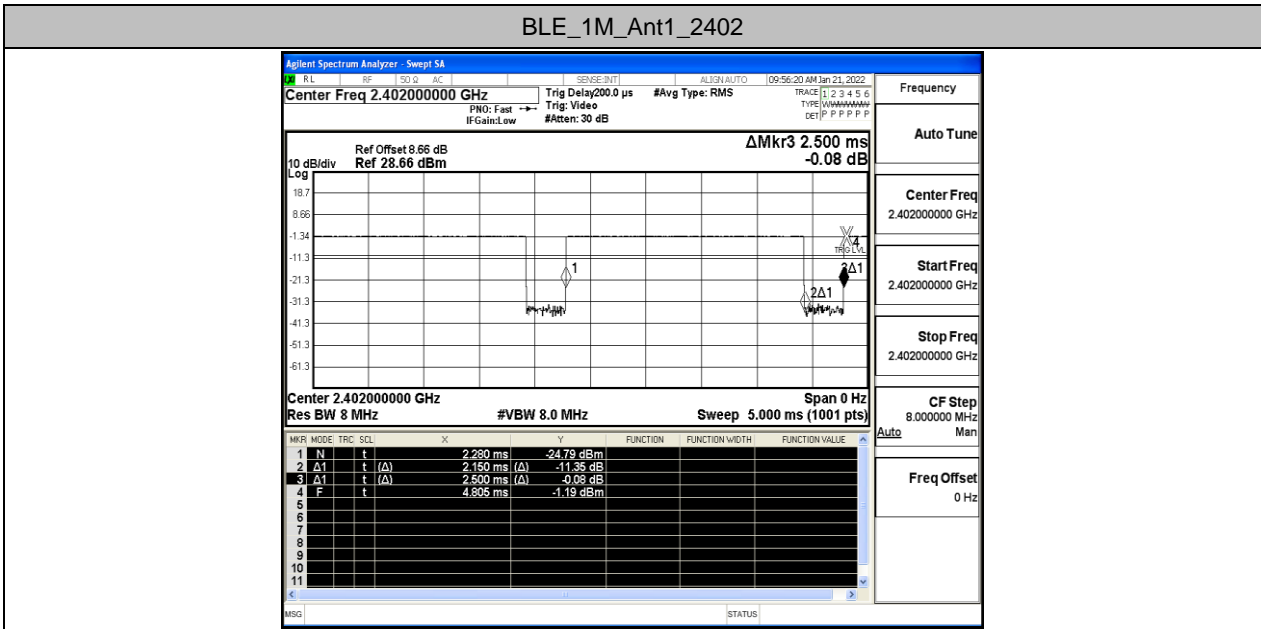 BLE_1M_Ant1_2402
Agilent Spectrum Analyzer - Swept SA
LXI RL RF 50 Ω AC SENSE:INT ALIGN AUTO 09:56:20 AM Jan 21, 2022
Center Freq 2.402000000 GHz
PNO: Fast
IFGain:Low
Trig Delay200.0 µs
Trig: Video
#Atten: 30 dB
#Avg Type: RMS
TRACE 1 2 3 4 5 6
TYPE
DET P P P P P P
ΔMkr3 2.500 ms
-0.08 dB
Ref Offset 8.66 dB
10 dB/div Ref 28.66 dBm
Log
18.7
8.66
-1.34
-11.3
-21.3
-31.3
-41.3
-51.3
-61.3
4
TRIG LVL
1
3Δ1
2Δ1
Center 2.402000000 GHz Span 0 Hz
Res BW 8 MHz #VBW 8.0 MHz Sweep 5.000 ms (1001 pts)
MKR MODE TRC SCL X Y FUNCTION FUNCTION WIDTH FUNCTION VALUE
1 N t 2.280 ms -24.79 dBm
2 Δ1 t (Δ) 2.150 ms (Δ) -11.35 dB
3 Δ1 t (Δ) 2.500 ms (Δ) -0.08 dB
4 F t 4.805 ms -1.19 dBm
5
6
7
8
9
10
11
MSG STATUS
Frequency
Auto Tune
Center Freq
2.402000000 GHz
Start Freq
2.402000000 GHz
Stop Freq
2.402000000 GHz
CF Step
8.000000 MHz
Auto Man
Freq Offset
0 Hz